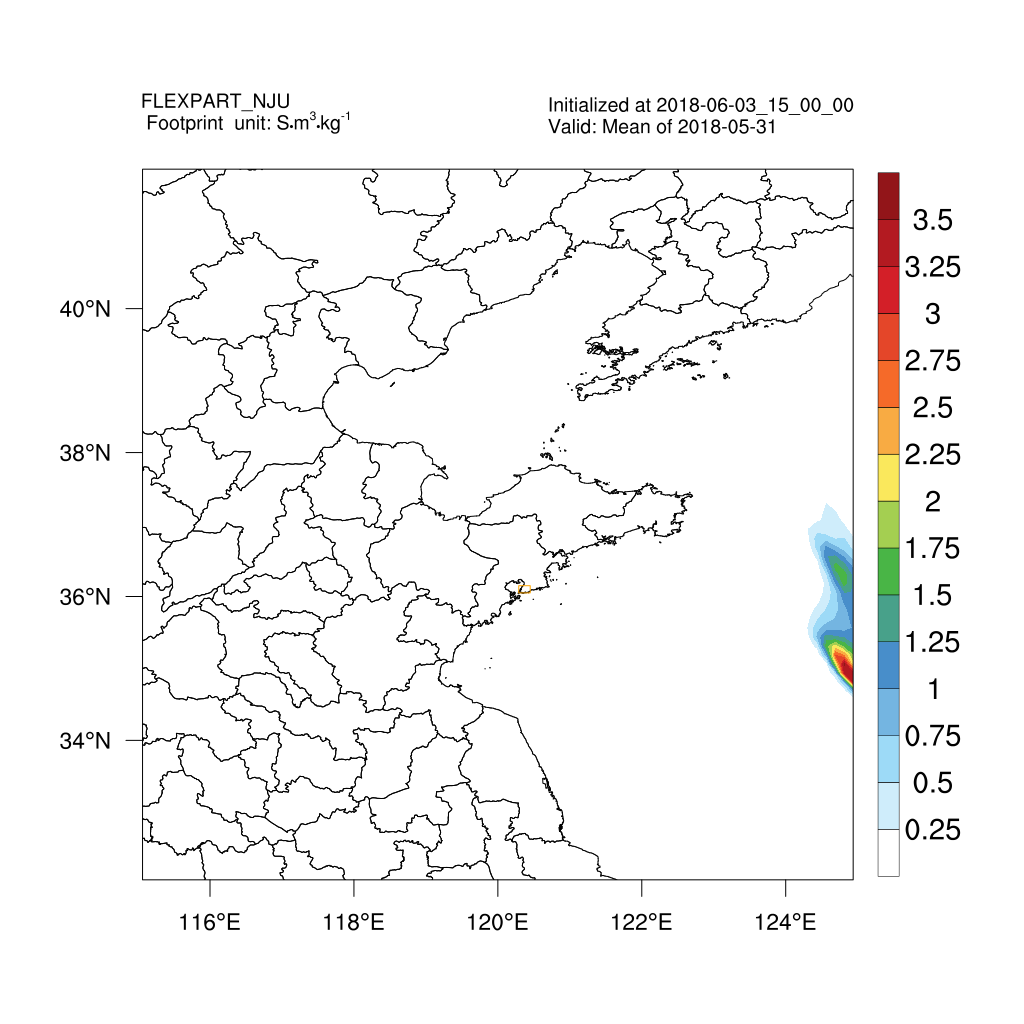 FLEXPART_NJU
Footprint unit: S•m³•kg⁻¹
Initialized at 2018-06-03_15_00_00
Valid: Mean of 2018-05-31
40°N
38°N
36°N
34°N
116°E
118°E
120°E
122°E
124°E
3.5
3.25
3
2.75
2.5
2.25
2
1.75
1.5
1.25
1
0.75
0.5
0.25